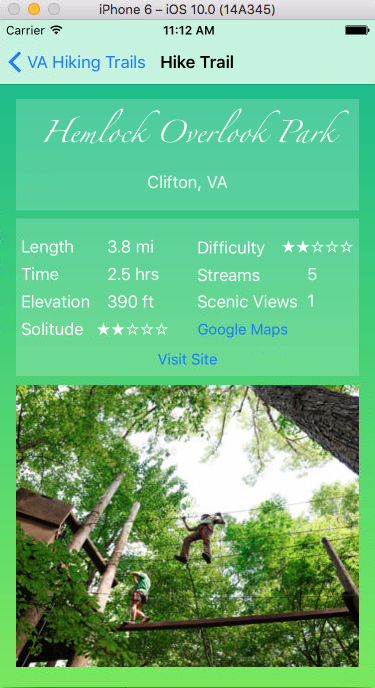 iPhone 6 – iOS 10.0 (14A345)
Carrier 11:12 AM
VA Hiking Trails Hike Trail
Hemlock Overlook Park
Clifton, VA
Length 3.8 mi Difficulty ★★☆☆☆
Time 2.5 hrs Streams 5
Elevation 390 ft Scenic Views 1
Solitude ★★☆☆☆ Google Maps
Visit Site